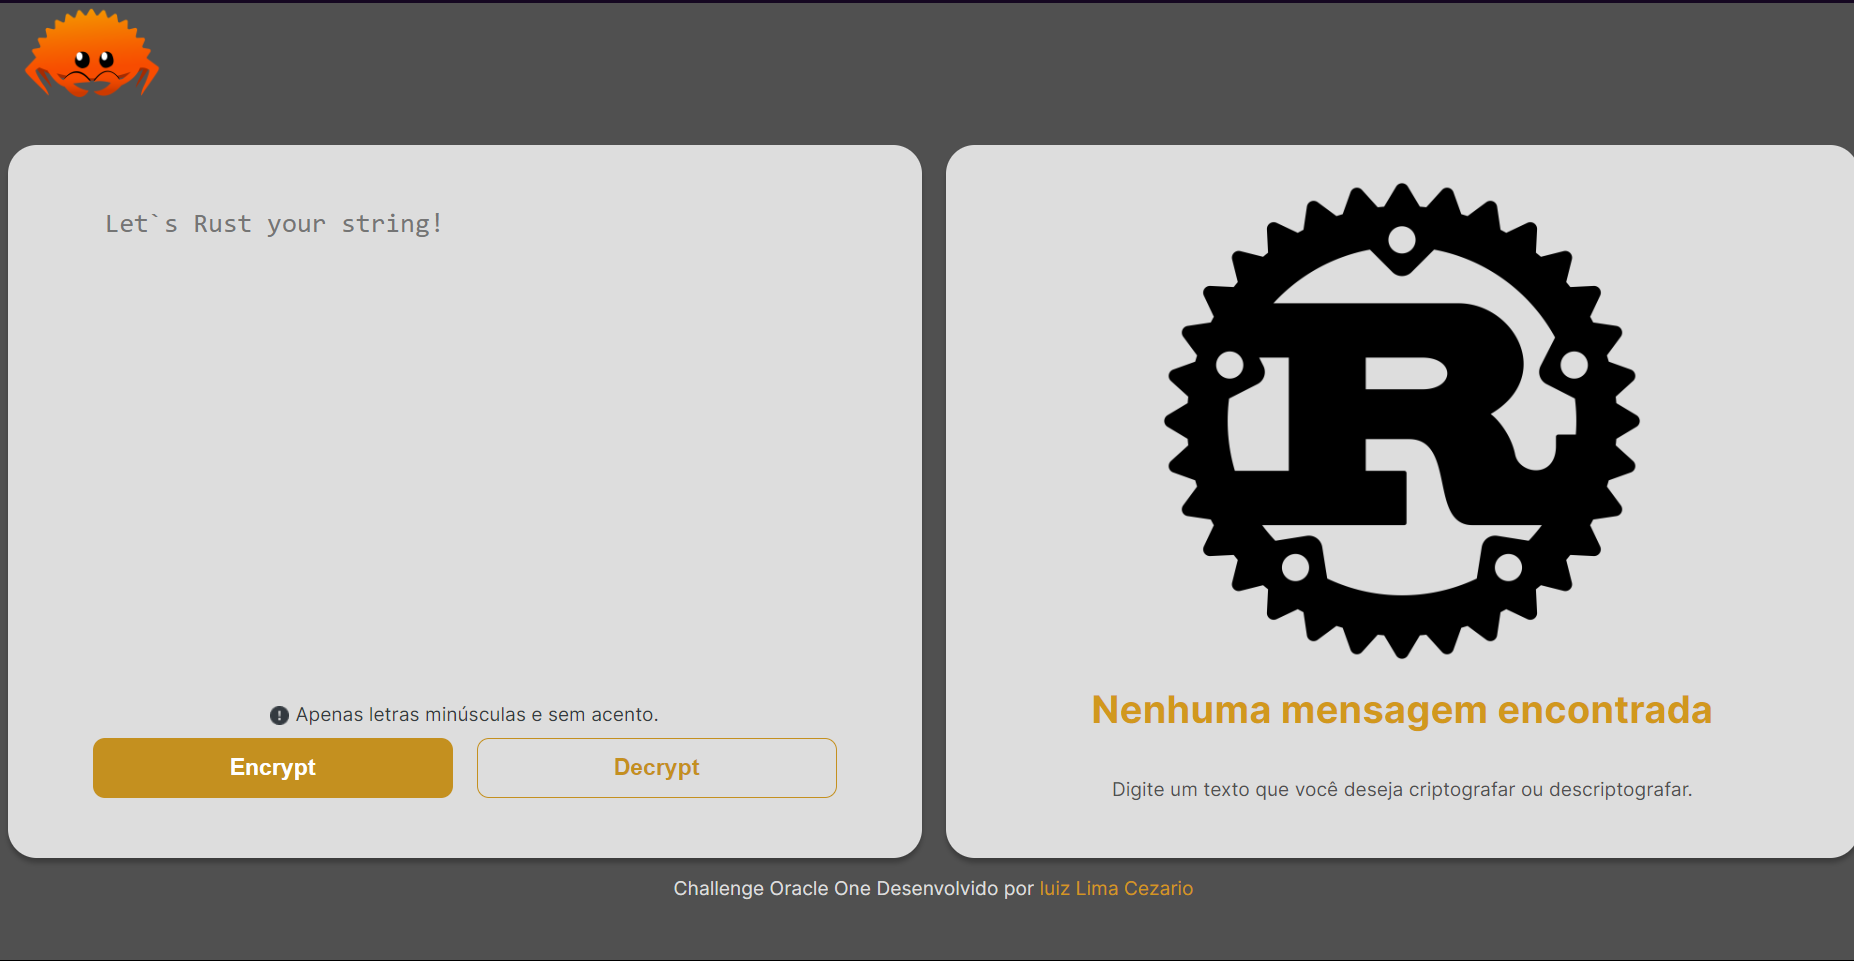 Let`s Rust your string!
Apenas letras minúsculas e sem acento.
Encrypt
Decrypt
R
Nenhuma mensagem encontrada
Digite um texto que você deseja criptografar ou descriptografar.
Challenge Oracle One Desenvolvido por luiz Lima Cezario